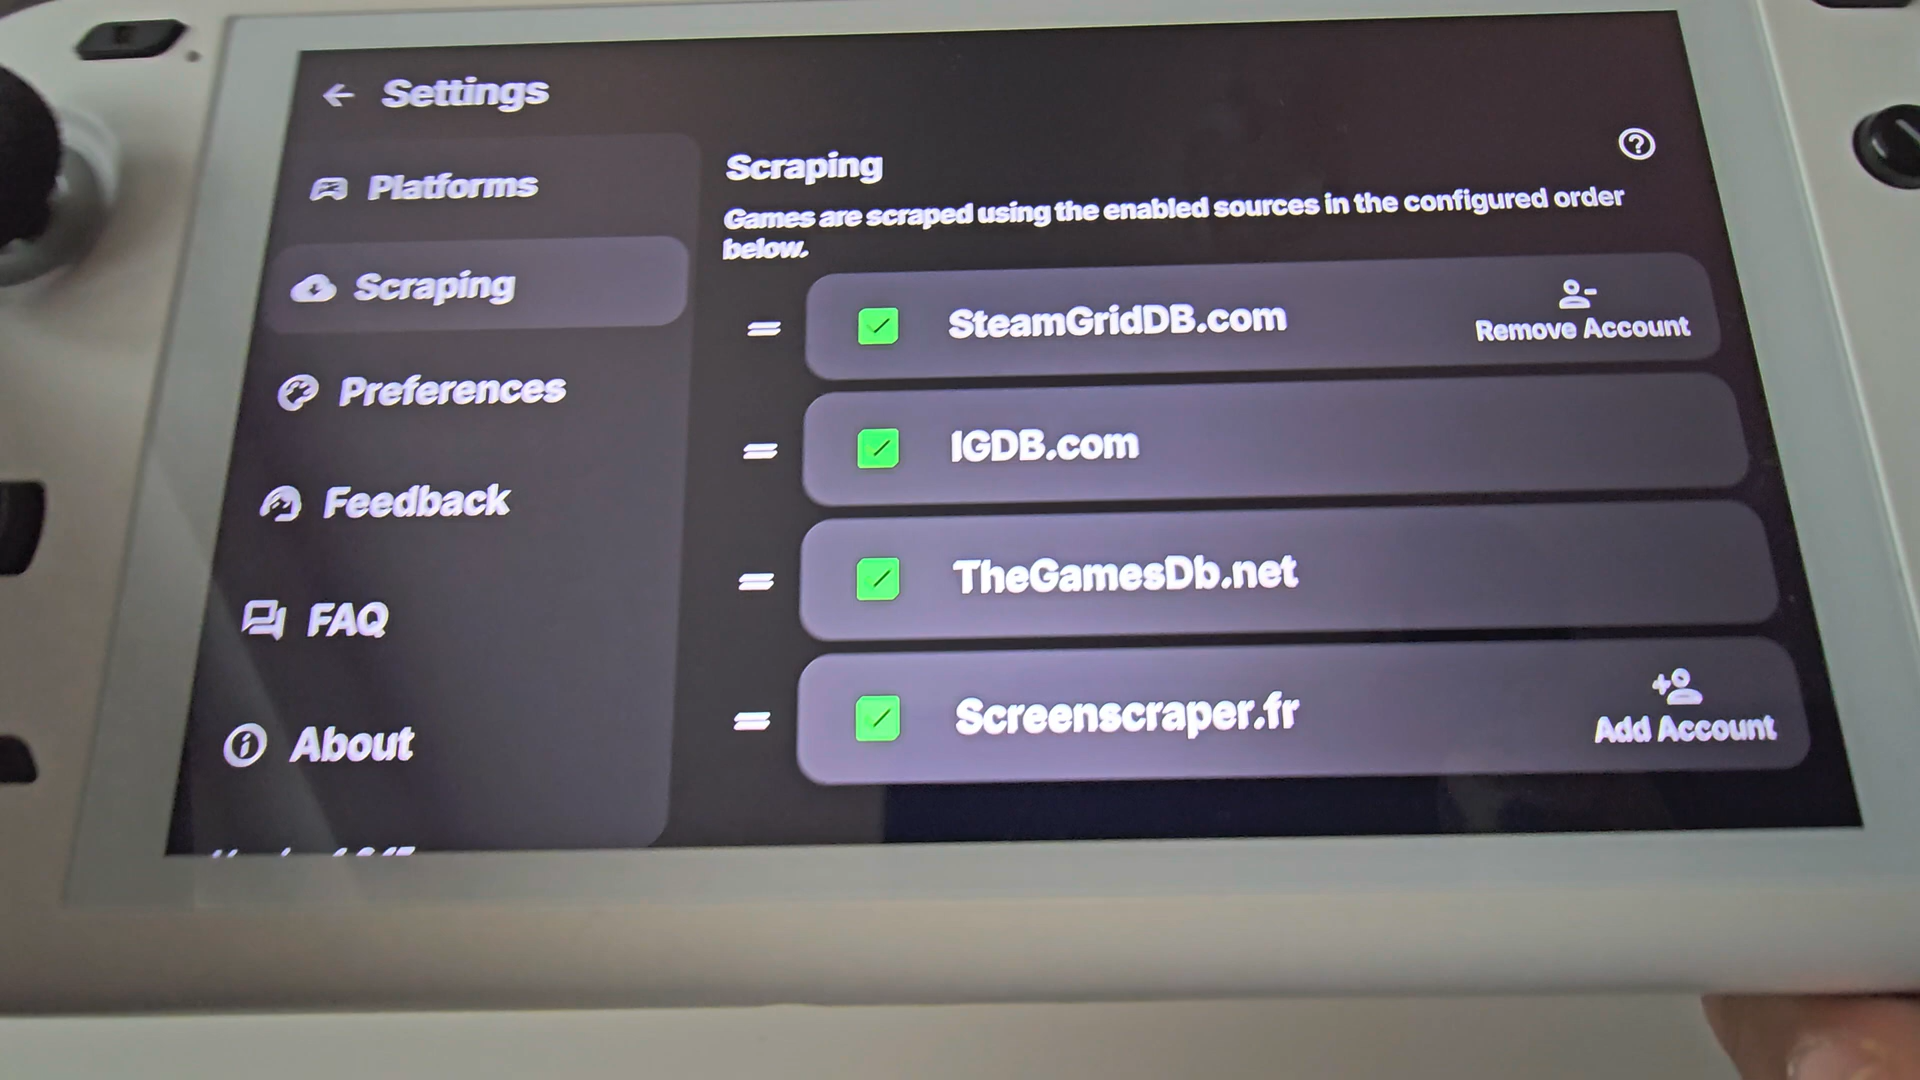 Settings
Platforms
Scraping
Preferences
Feedback
FAQ
About
Scraping
Games are scraped using the enabled sources in the configured order
below.
SteamGridDB.com
Remove Account
IGDB.com
TheGamesDb.net
Screenscraper.fr
Add Account